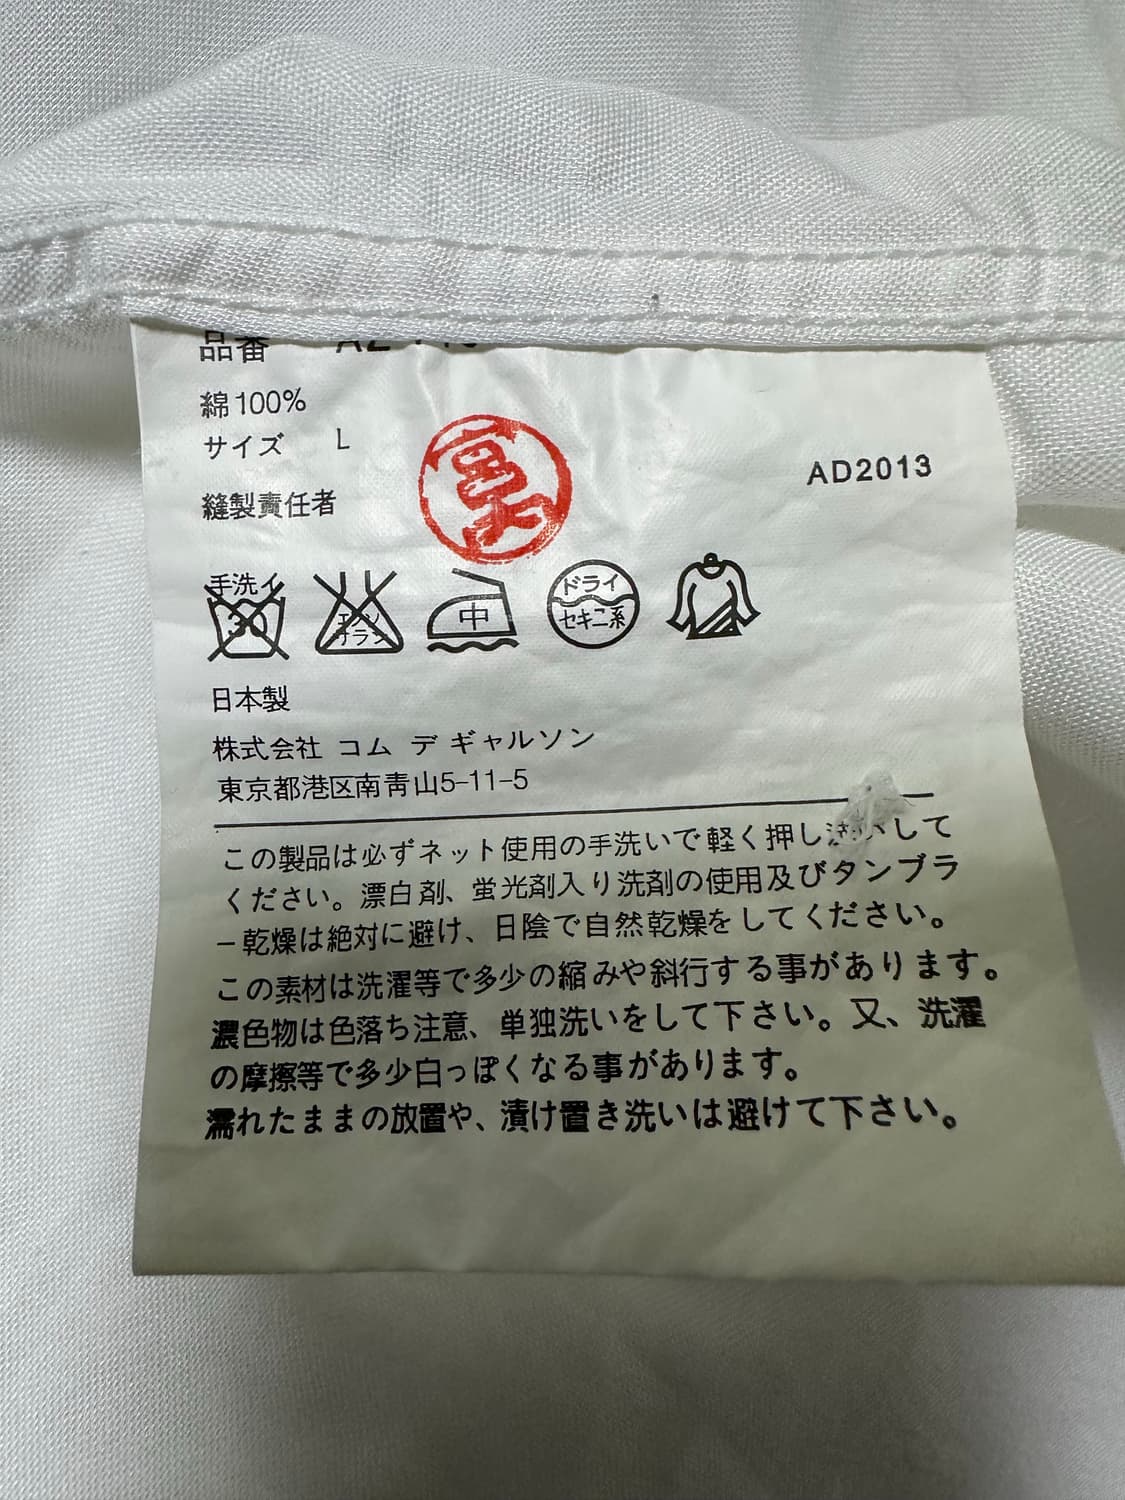 品番
綿100%
サイズ L
AD2013
縫製責任者
手洗イ
30
エンソ
サラシ
中
ドライ
セキユ系
日本製
株式会社 コム デ ギャルソン
東京都港区南青山5-11-5
この製品は必ずネット使用の手洗いで軽く押し洗いして
ください。漂白剤、蛍光剤入り洗剤の使用及びタンブラ
ー乾燥は絶対に避け、日陰で自然乾燥をしてください。
この素材は洗濯等で多少の縮みや斜行する事があります。
濃色物は色落ち注意、単独洗いをして下さい。又、洗濯
の摩擦等で多少白っぽくなる事があります。
濡れたままの放置や、漬け置き洗いは避けて下さい。